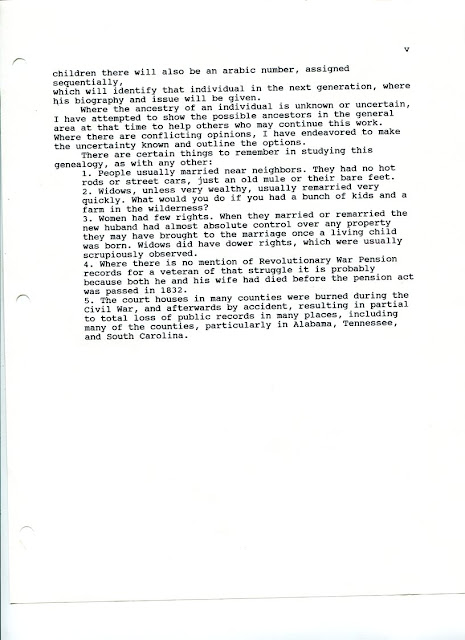 v
children there will also be an arabic number, assigned
sequentially,
which will identify that individual in the next generation, where
his biography and issue will be given.
Where the ancestry of an individual is unknown or uncertain,
I have attempted to show the possible ancestors in the general
area at that time to help others who may continue this work.
Where there are conflicting opinions, I have endeavored to make
the uncertainty known and outline the options.
There are certain things to remember in studying this
genealogy, as with any other:
1. People usually married near neighbors. They had no hot
rods or street cars, just an old mule or their bare feet.
2. Widows, unless very wealthy, usually remarried very
quickly. What would you do if you had a bunch of kids and a
farm in the wilderness?
3. Women had few rights. When they married or remarried the
new huband had almost absolute control over any property
they may have brought to the marriage once a living child
was born. Widows did have dower rights, which were usually
scrupiously observed.
4. Where there is no mention of Revolutionary War Pension
records for a veteran of that struggle it is probably
because both he and his wife had died before the pension act
was passed in 1832.
5. The court houses in many counties were burned during the
Civil War, and afterwards by accident, resulting in partial
to total loss of public records in many places, including
many of the counties, particularly in Alabama, Tennessee,
and South Carolina.